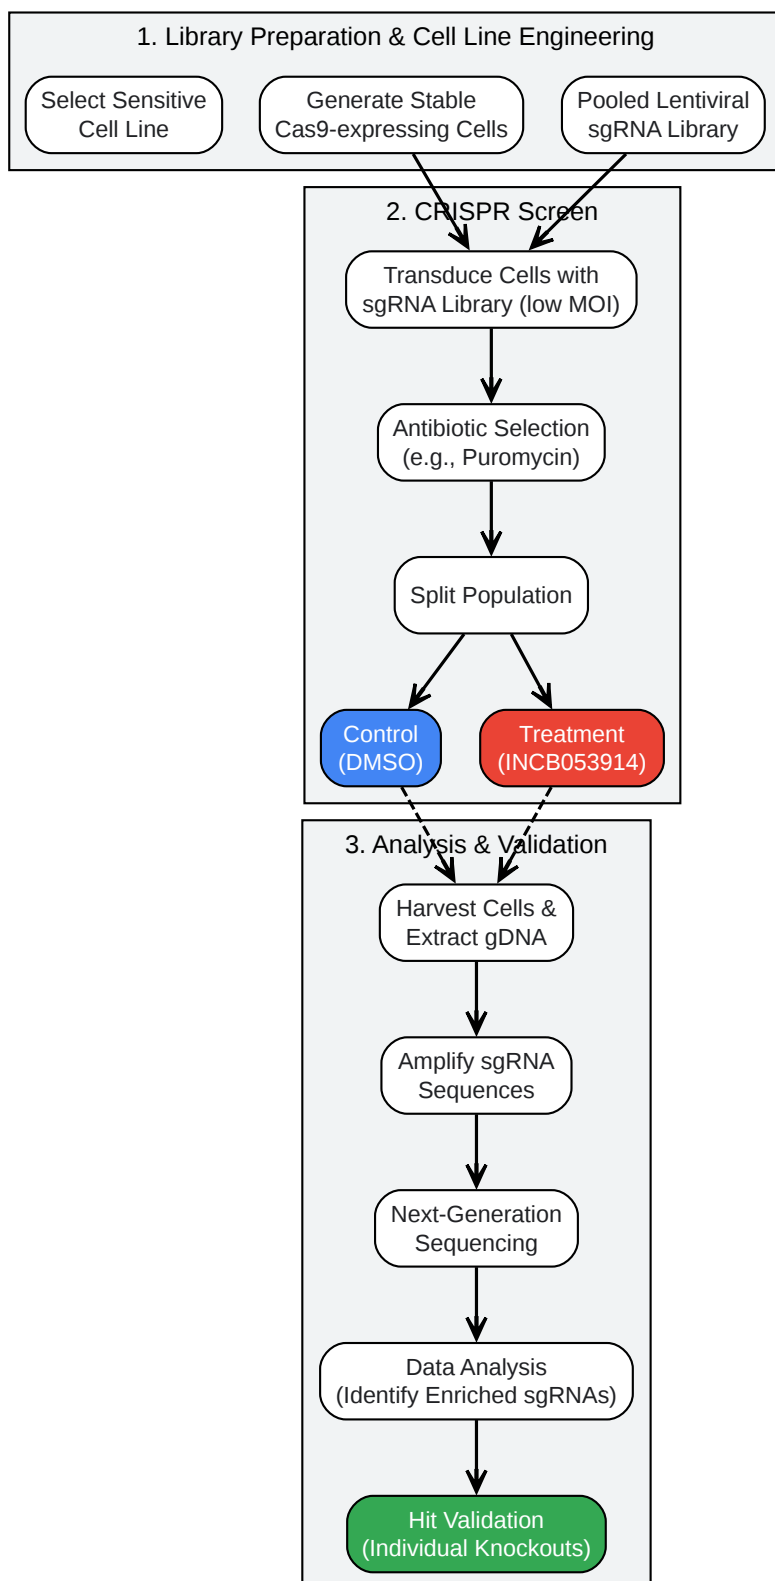 1. Library Preparation & Cell Line Engineering
Select Sensitive
Cell Line
Generate Stable
Cas9-expressing Cells
Pooled Lentiviral
sgRNA Library
2. CRISPR Screen
Transduce Cells with
sgRNA Library (low MOI)
Antibiotic Selection
(e.g., Puromycin)
Split Population
Control
(DMSO)
Treatment
(INCB053914)
3. Analysis & Validation
Harvest Cells &
Extract gDNA
Amplify sgRNA
Sequences
Next-Generation
Sequencing
Data Analysis
(Identify Enriched sgRNAs)
Hit Validation
(Individual Knockouts)